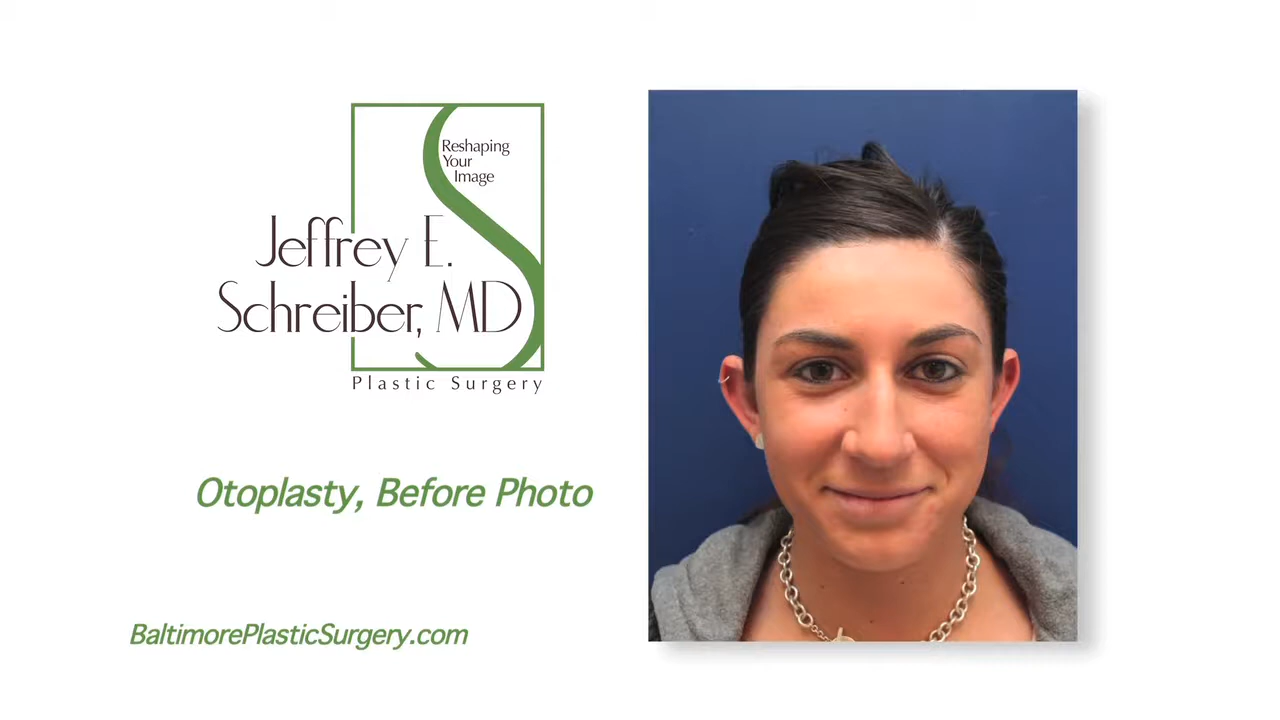 Reshaping
Your
Image
Jeffrey E.
Schreiber, MD
Plastic Surgery
Otoplasty, Before Photo
BaltimorePlasticSurgery.com